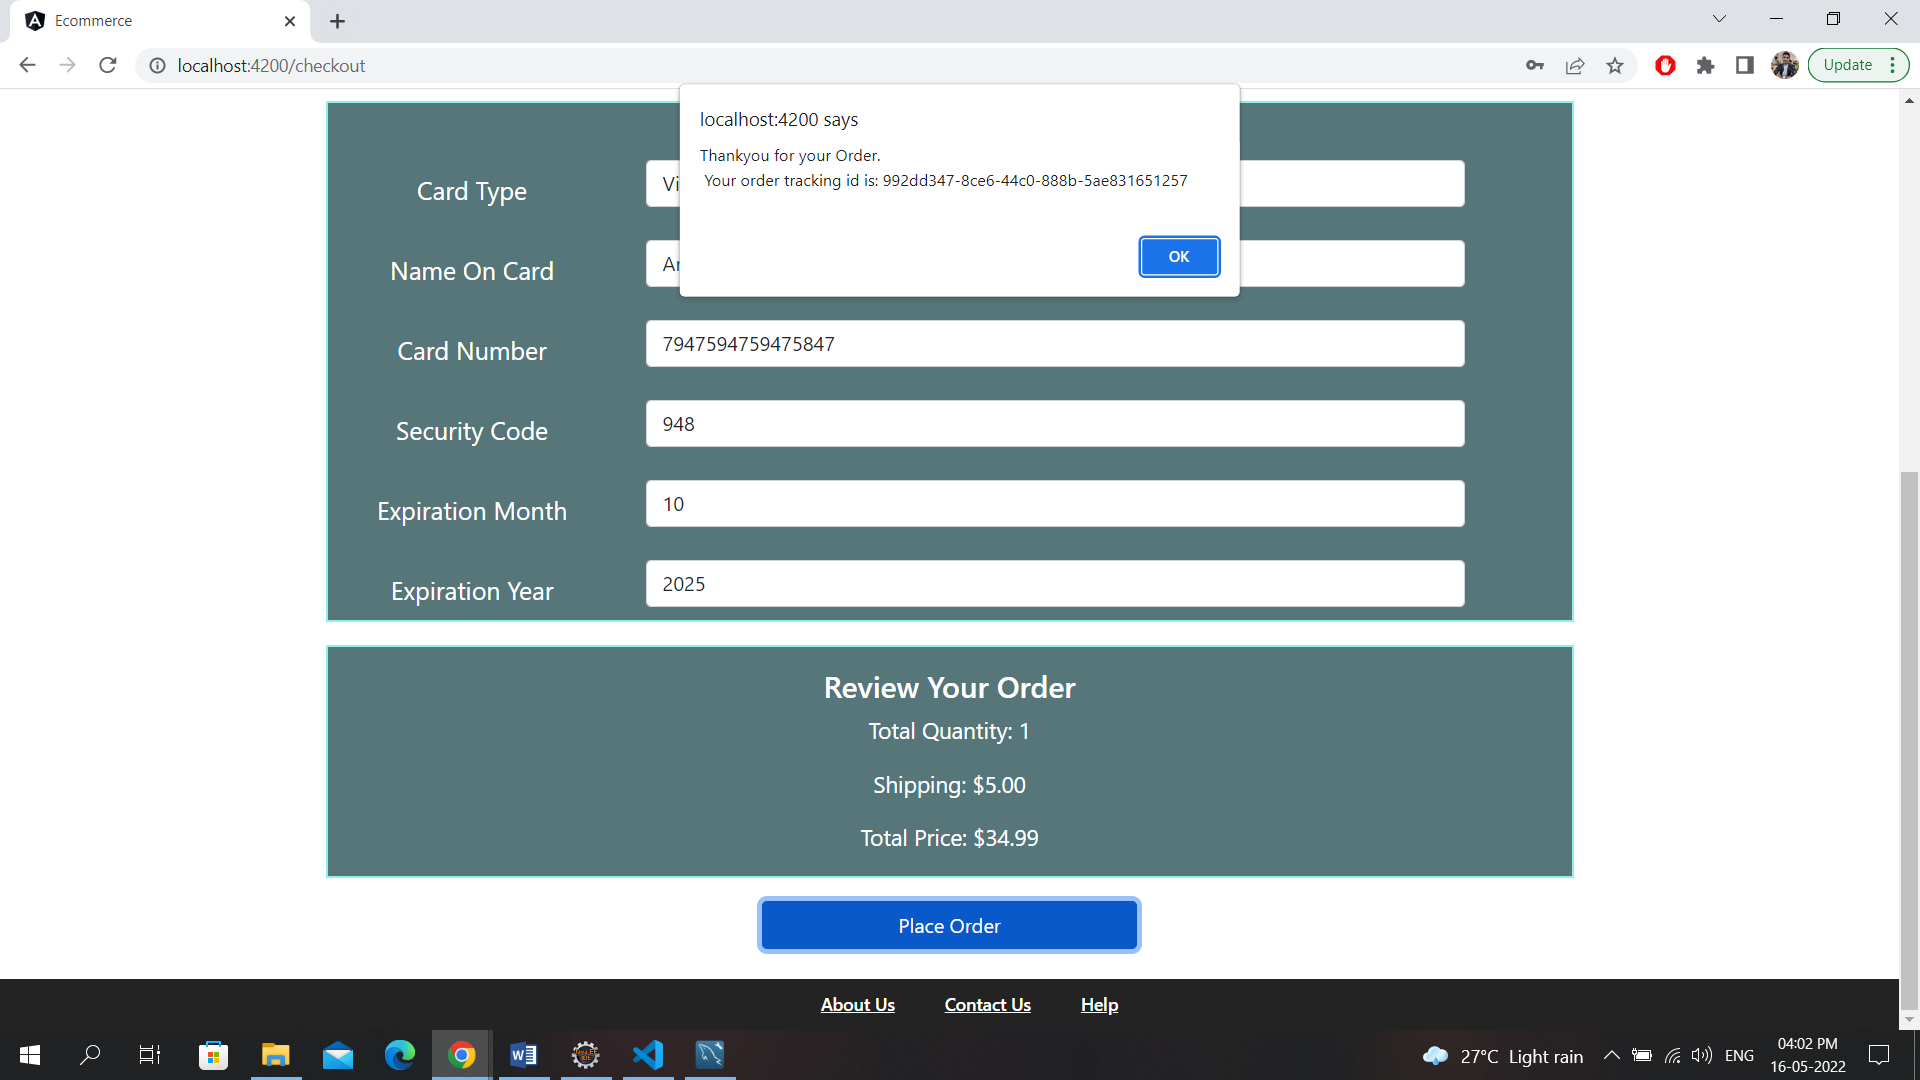 Ecommerce
localhost:4200/checkout
Update
localhost:4200 says
Thankyou for your Order.
Your order tracking id is: 992dd347-8ce6-44c0-888b-5ae831651257
OK
Card Type
Name On Card
Card Number 7947594759475847
Security Code 948
Expiration Month 10
Expiration Year 2025
Review Your Order
Total Quantity: 1
Shipping: $5.00
Total Price: $34.99
Place Order
About Us Contact Us Help
27°C Light rain
ENG
04:02 PM
16-05-2022